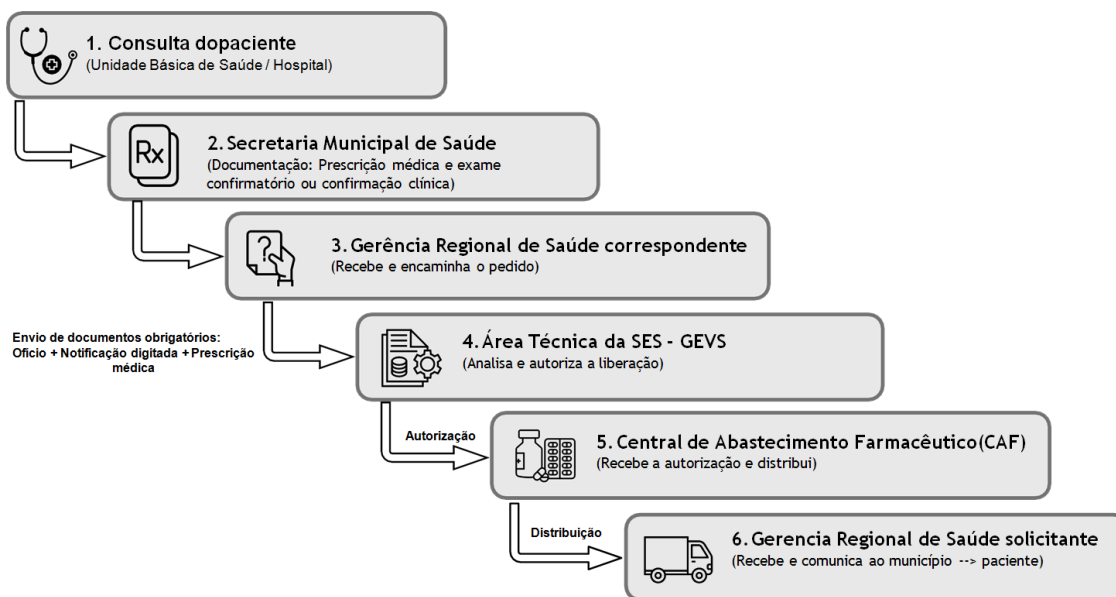 1. Consulta dopaciente
(Unidade Básica de Saúde / Hospital)
Rx
2. Secretaria Municipal de Saúde
(Documentação: Prescrição médica e exame
confirmatório ou confirmação clínica)
?
3. Gerência Regional de Saúde correspondente
(Recebe e encaminha o pedido)
Envio de documentos obrigatórios:
Ofício + Notificação digitada + Prescrição
médica
4. Área Técnica da SES - GEVS
(Analisa e autoriza a liberação)
Autorização
5. Central de Abastecimento Farmacêutico(CAF)
(Recebe a autorização e distribui)
Distribuição
6. Gerencia Regional de Saúde solicitante
(Recebe e comunica ao município --> paciente)